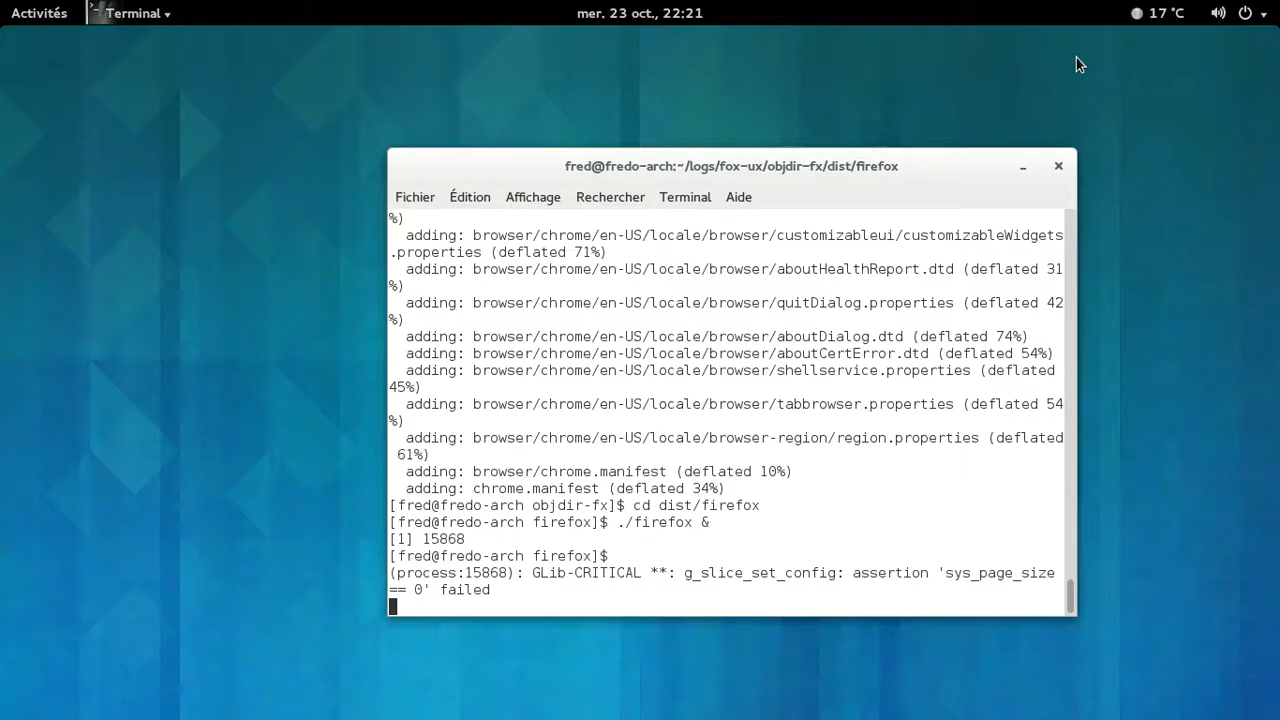 Activités Terminal mer. 23 oct., 22:21 17 °C
fred@fredo-arch:~/logs/fox-ux/objdir-fx/dist/firefox
Fichier Édition Affichage Rechercher Terminal Aide
%)
adding: browser/chrome/en-US/locale/browser/customizableui/customizableWidgets
.properties (deflated 71%)
adding: browser/chrome/en-US/locale/browser/aboutHealthReport.dtd (deflated 31
%)
adding: browser/chrome/en-US/locale/browser/quitDialog.properties (deflated 42
%)
adding: browser/chrome/en-US/locale/browser/aboutDialog.dtd (deflated 74%)
adding: browser/chrome/en-US/locale/browser/aboutCertError.dtd (deflated 54%)
adding: browser/chrome/en-US/locale/browser/shellservice.properties (deflated
45%)
adding: browser/chrome/en-US/locale/browser/tabbrowser.properties (deflated 54
%)
adding: browser/chrome/en-US/locale/browser-region/region.properties (deflated
61%)
adding: browser/chrome.manifest (deflated 10%)
adding: chrome.manifest (deflated 34%)
[fred@fredo-arch objdir-fx]$ cd dist/firefox
[fred@fredo-arch firefox]$ ./firefox &
[1] 15868
[fred@fredo-arch firefox]$
(process:15868): GLib-CRITICAL **: g_slice_set_config: assertion 'sys_page_size
== 0' failed